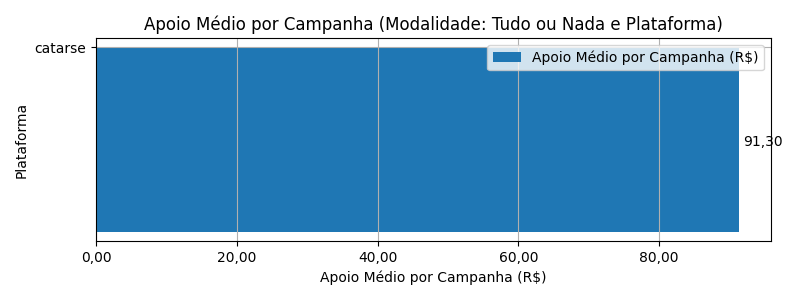 Apoio Médio por Campanha (Modalidade: Tudo ou Nada e Plataforma)
catarse
Apoio Médio por Campanha (R$)
Plataforma
91,30
0,00 20,00 40,00 60,00 80,00
Apoio Médio por Campanha (R$)